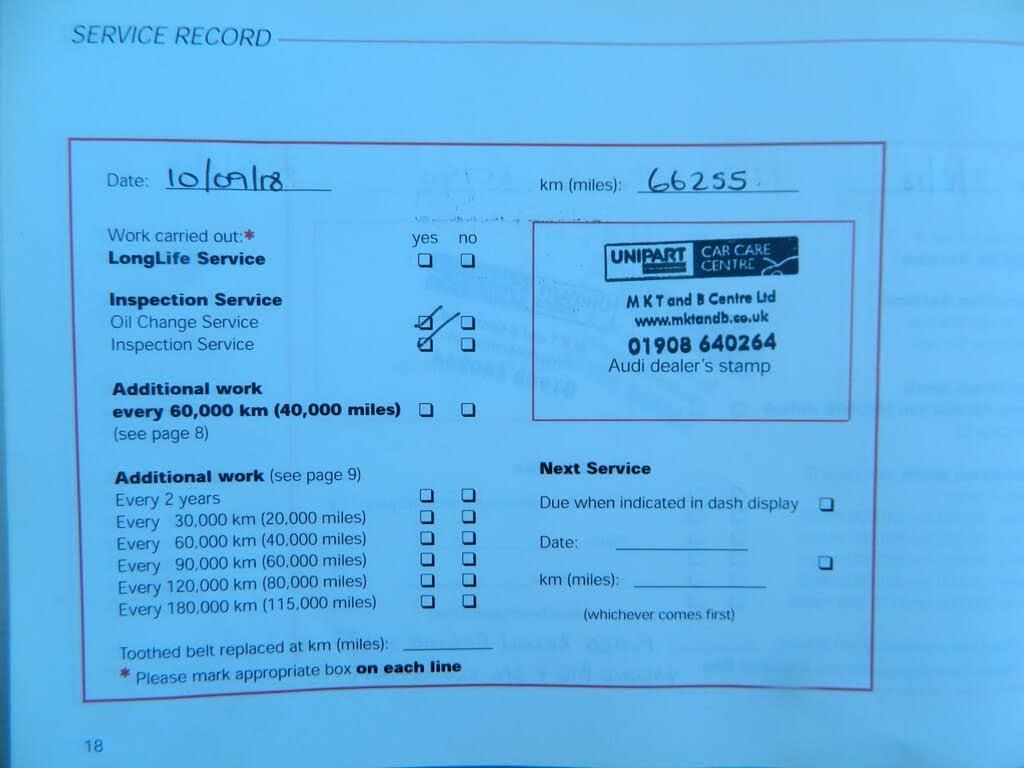 SERVICE RECORD
Date: 10/09/18
km (miles): 66255
Work carried out:* yes no
LongLife Service
Inspection Service
Oil Change Service
Inspection Service
Additional work
every 60,000 km (40,000 miles)
(see page 8)
Additional work (see page 9)
Every 2 years
Every 30,000 km (20,000 miles)
Every 60,000 km (40,000 miles)
Every 90,000 km (60,000 miles)
Every 120,000 km (80,000 miles)
Every 180,000 km (115,000 miles)
Toothed belt replaced at km (miles):
* Please mark appropriate box on each line
UNIPART CAR CARE
CENTRE
M K T and B Centre Ltd
www.mktandb.co.uk
01908 640264
Audi dealer's stamp
Next Service
Due when indicated in dash display
Date:
km (miles):
(whichever comes first)
18